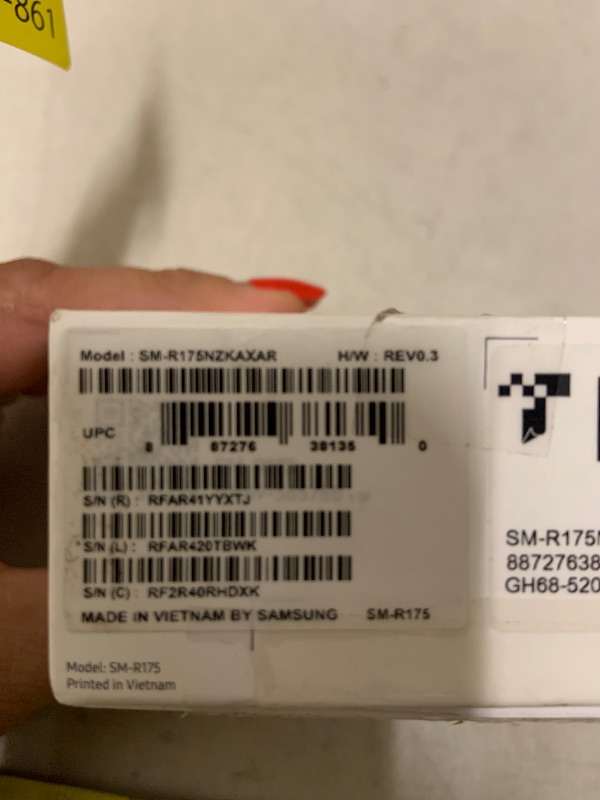 -861
Model : SM-R175NZKAXAR H/W : REV0.3
UPC 8 87276 38135 0
S/N (R) : RFAR41YYXTJ
S/N (L) : RFAR420TBWK
S/N (C) : RF2R40RHDXK
MADE IN VIETNAM BY SAMSUNG SM-R175
Model: SM-R175
Printed in Vietnam
SM-R175
88727638
GH68-520